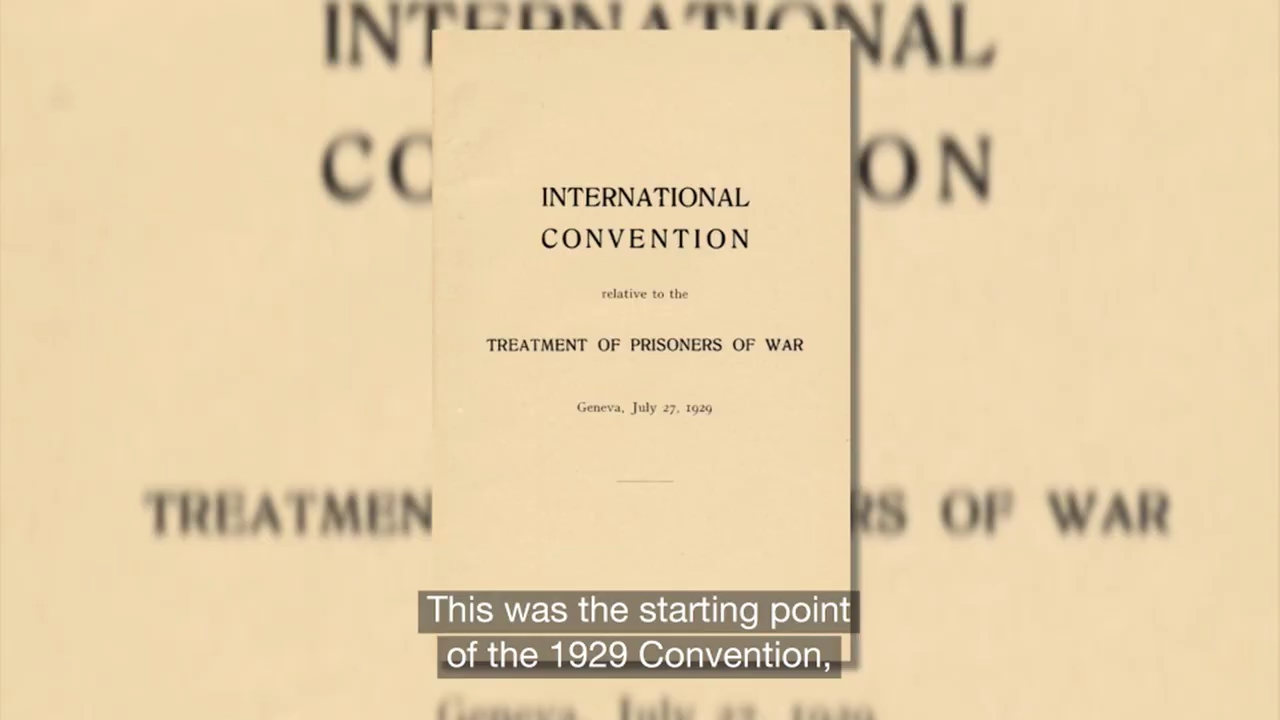 INTERNATIONAL
CONVENTION
relative to the
TREATMENT OF PRISONERS OF WAR
Geneva, July 27, 1929
This was the starting point
of the 1929 Convention,